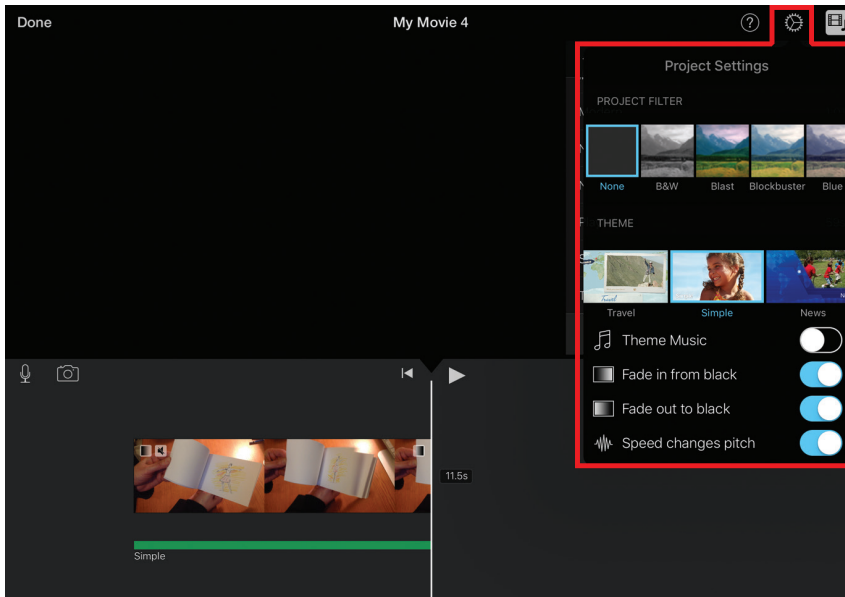 Done My Movie 4 ?
Project Settings
PROJECT FILTER
None B&W Blast Blockbuster Blue
THEME
Travel
Travel Simple News
Theme Music
Fade in from black
Fade out to black
Speed changes pitch
11.5s
Simple